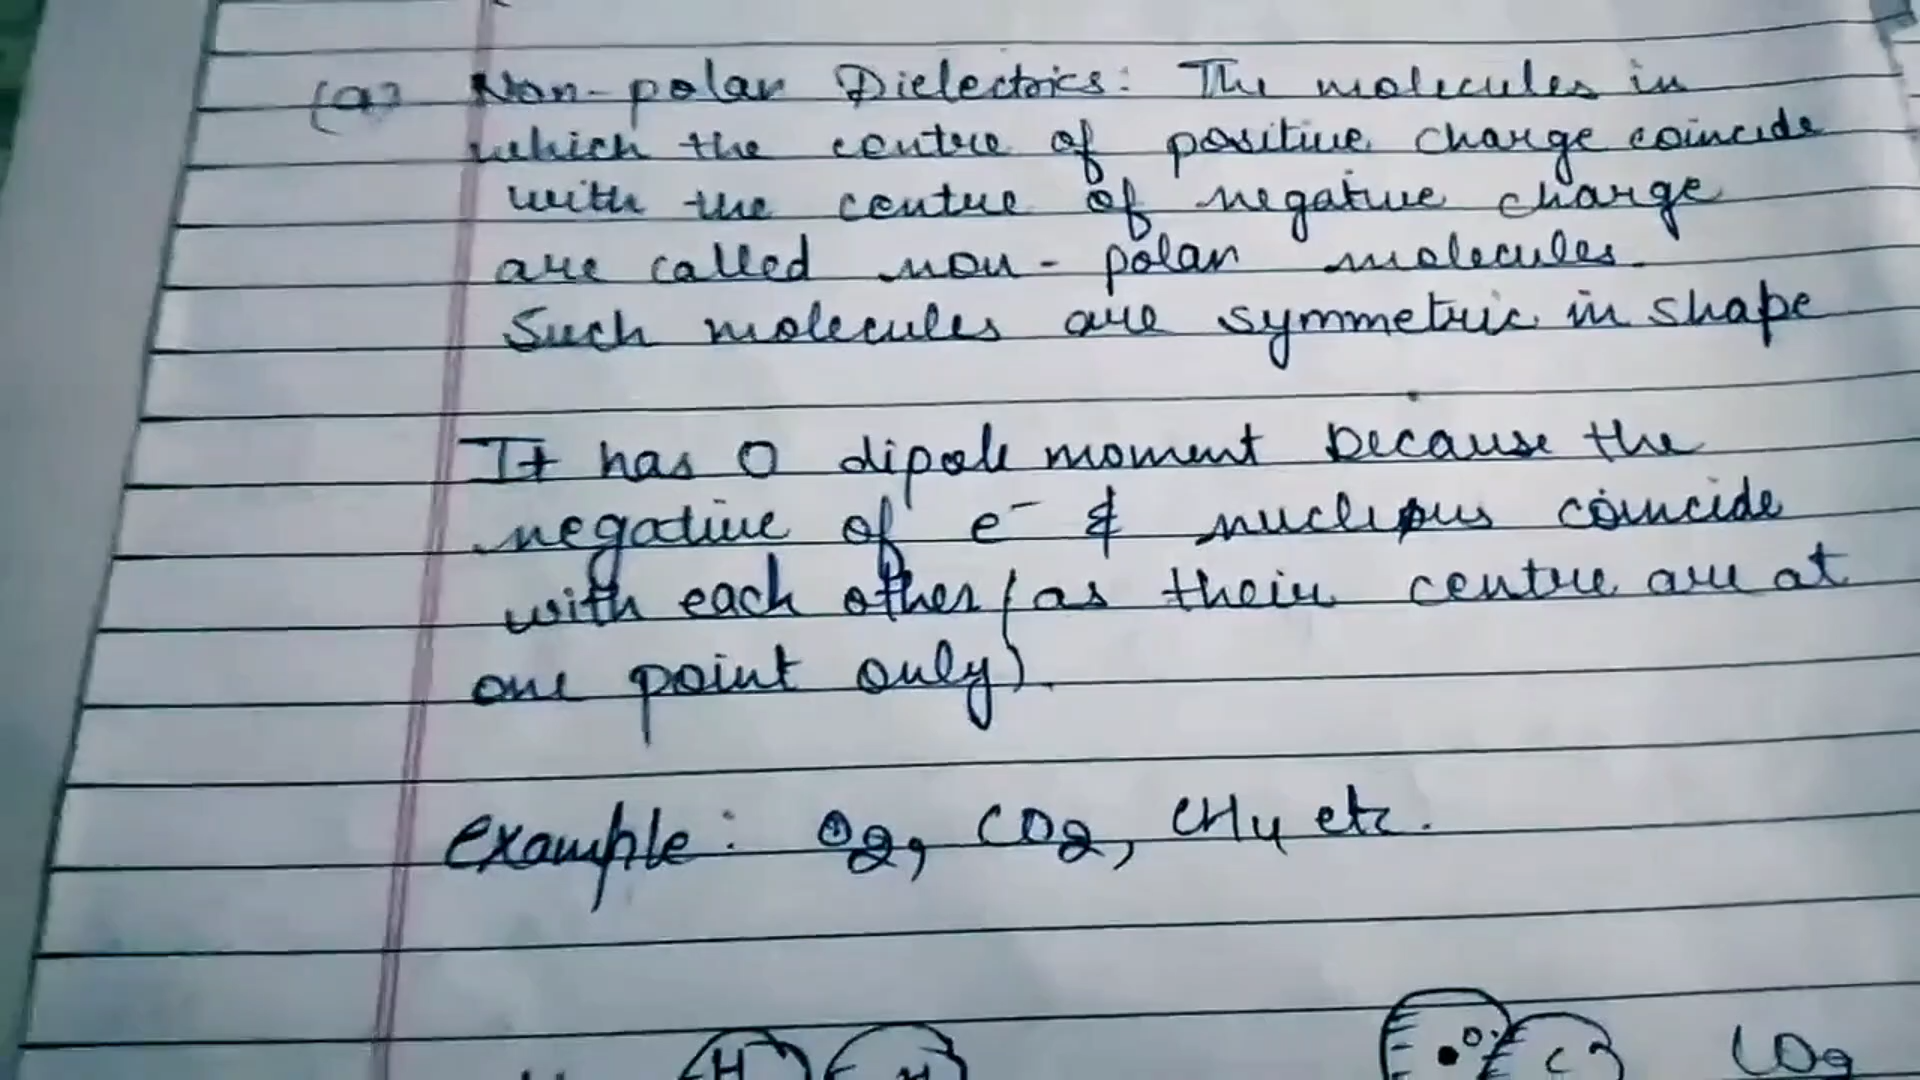 (a) Non-polar Dielectrics: The molecules in
which the centre of positive charge coincide
with the centre of negative charge
are called non-polar molecules.
Such molecules are symmetric in shape
It has 0 dipole moment because the
negative of e⁻ & nucleus coincide
with each other (as their centre are at
one point only).
example: O₂, CO₂, CH₄ etc.
H H O C CO₂